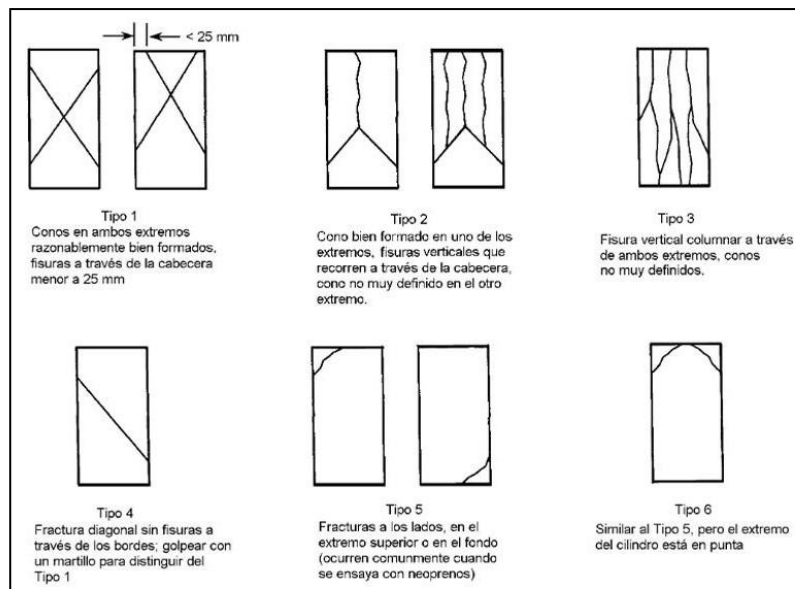 < 25 mm
Tipo 1
Conos en ambos extremos
razonablemente bien formados,
fisuras a través de la cabecera
menor a 25 mm
Tipo 2
Cono bien formado en uno de los
extremos, fisuras verticales que
recorren a través de la cabecera,
cono no muy definido en el otro
extremo.
Tipo 3
Fisura vertical columnar a través
de ambos extremos, conos
no muy definidos.
Tipo 4
Fractura diagonal sin fisuras a
través de los bordes; golpear con
un martillo para distinguir del
Tipo 1
Tipo 5
Fracturas a los lados, en el
extremo superior o en el fondo
(ocurren comunmente cuando
se ensaya con neoprenos)
Tipo 6
Similar al Tipo 5, pero el extremo
del cilindro está en punta